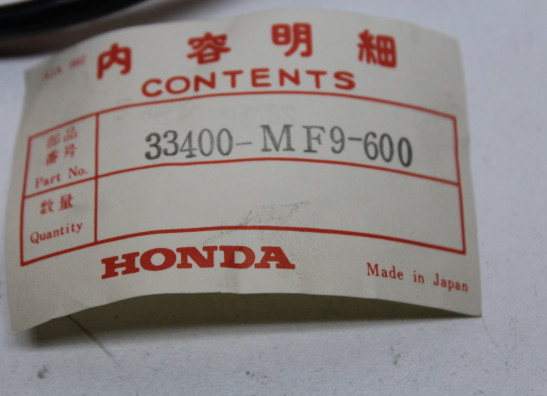 内容明細
CONTENTS
部品
番号
Part No.
33400-MF9-600
数量
Quantity
HONDA
Made in Japan